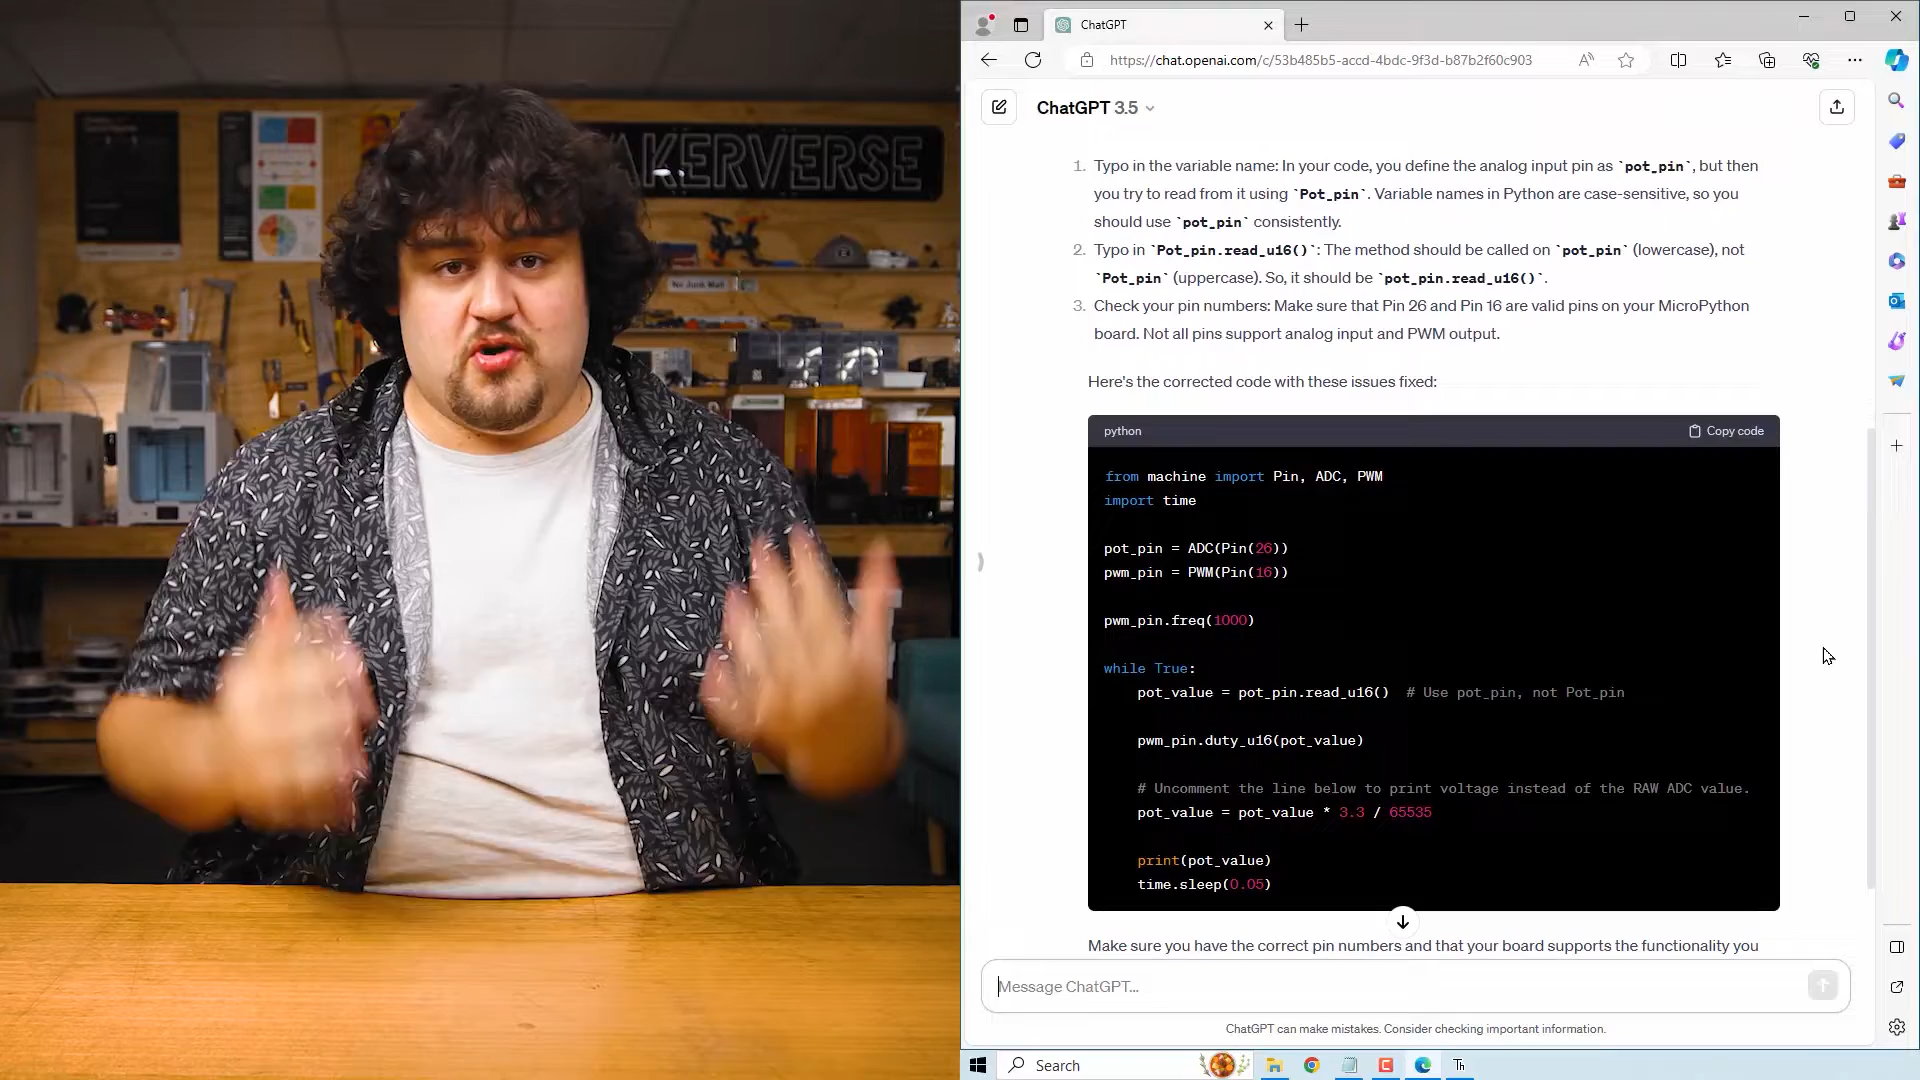 AKERVERSE
No Junk Mail
ChatGPT
https://chat.openai.com/c/53b485b5-accd-4bdc-9f3d-b87b2f60c903
ChatGPT 3.5
1. Typo in the variable name: In your code, you define the analog input pin as `pot_pin`, but then
you try to read from it using `Pot_pin`. Variable names in Python are case-sensitive, so you
should use `pot_pin` consistently.
2. Typo in `Pot_pin.read_u16()`: The method should be called on `pot_pin` (lowercase), not
`Pot_pin` (uppercase). So, it should be `pot_pin.read_u16()`.
3. Check your pin numbers: Make sure that Pin 26 and Pin 16 are valid pins on your MicroPython
board. Not all pins support analog input and PWM output.
Here's the corrected code with these issues fixed:
python
Copy code
from machine import Pin, ADC, PWM
import time
pot_pin = ADC(Pin(26))
pwm_pin = PWM(Pin(16))
pwm_pin.freq(1000)
while True:
pot_value = pot_pin.read_u16()  # Use pot_pin, not Pot_pin
pwm_pin.duty_u16(pot_value)
# Uncomment the line below to print voltage instead of the RAW ADC value.
pot_value = pot_value * 3.3 / 65535
print(pot_value)
time.sleep(0.05)
Make sure you have the correct pin numbers and that your board supports the functionality you
Message ChatGPT...
ChatGPT can make mistakes. Consider checking important information.
Search
Th